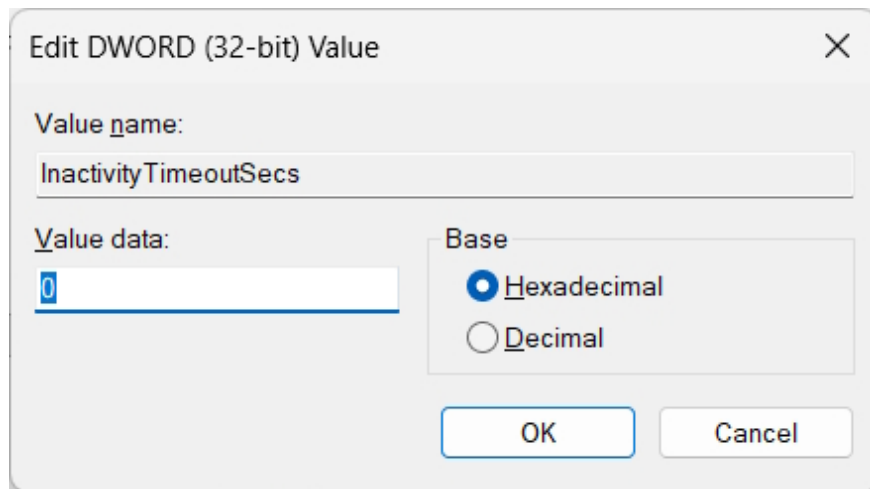 Edit DWORD (32-bit) Value
Value name:
InactivityTimeoutSecs
Value data:
0
Base
Hexadecimal
Decimal
OK
Cancel